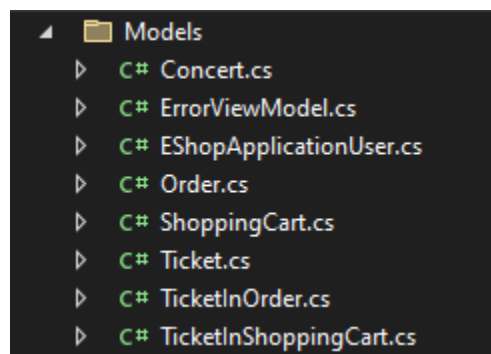 Models
C# Concert.cs
C# ErrorViewModel.cs
C# EShopApplicationUser.cs
C# Order.cs
C# ShoppingCart.cs
C# Ticket.cs
C# TicketInOrder.cs
C# TicketInShoppingCart.cs